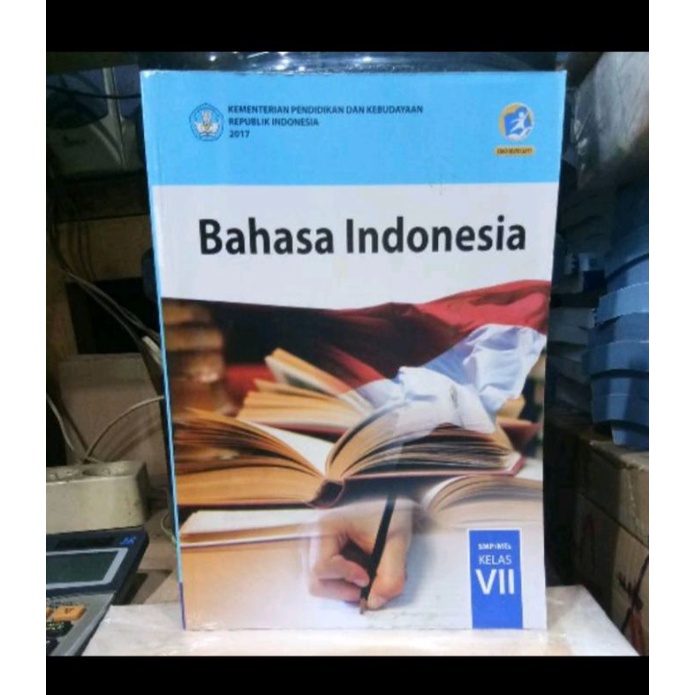 KEMENTERIAN PENDIDIKAN DAN KEBUDAYAAN
REPUBLIK INDONESIA
2017
Bahasa Indonesia
SMP/MTs
KELAS
VII